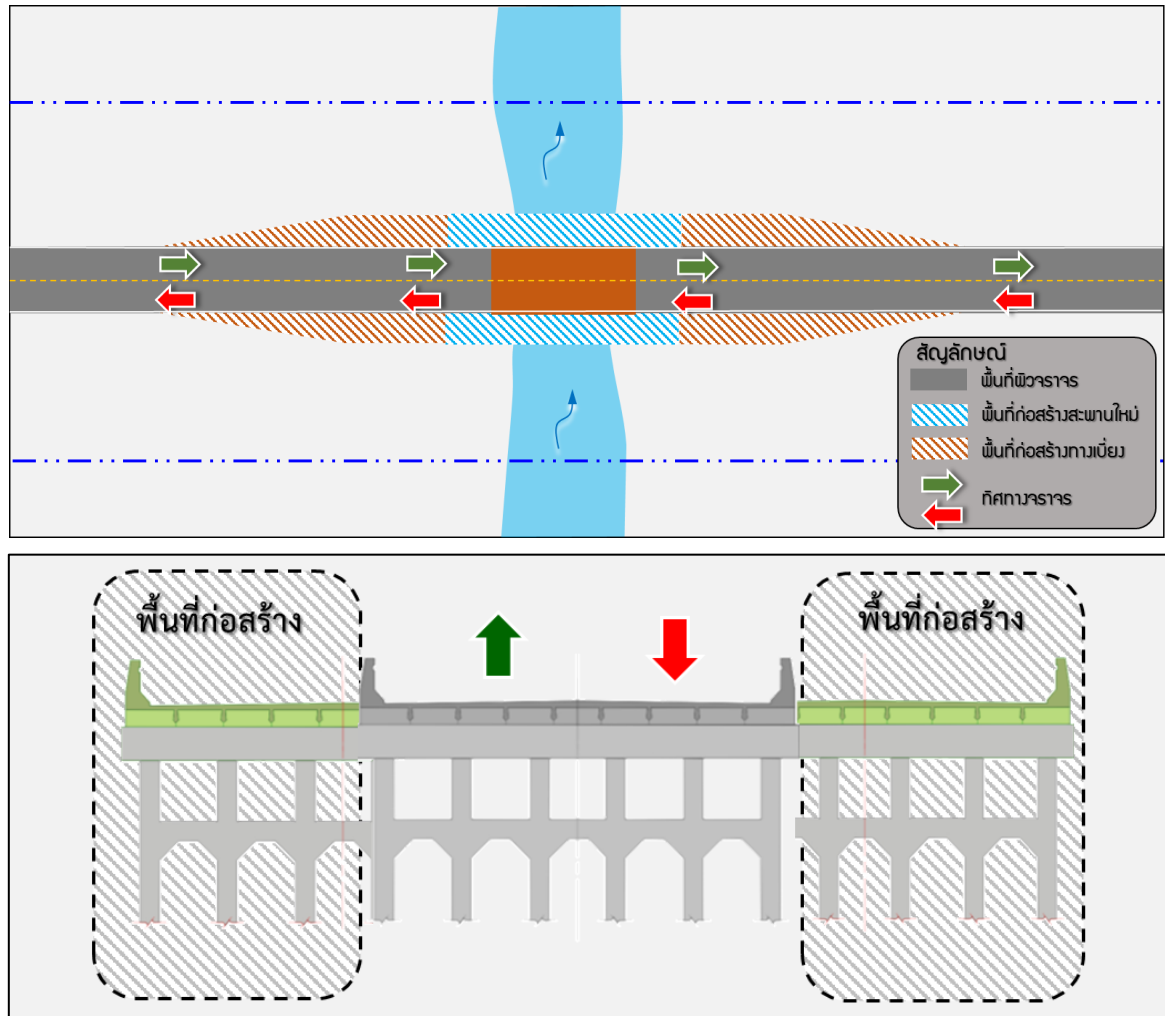 สัญลักษณ์
พื้นที่ผิวจราจร
พื้นที่ก่อสร้างสะพานใหม่
พื้นที่ก่อสร้างทางเบี่ยง
ทิศทางจราจร
พื้นที่ก่อสร้าง
พื้นที่ก่อสร้าง